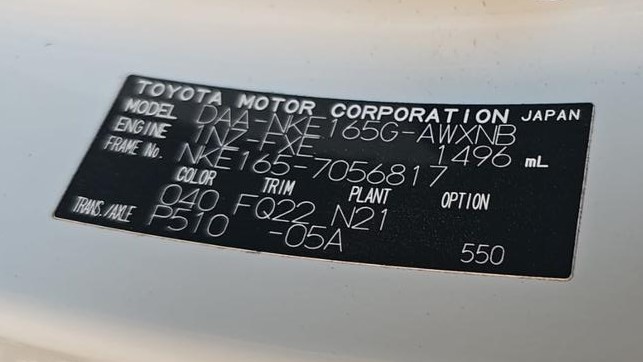 TOYOTA MOTOR CORPORATION JAPAN
MODEL DAA-NKE165G-AWXNB
ENGINE 1NZ-FXE 1496 mL
FRAME No. NKE165-7056817
COLOR TRIM PLANT OPTION
040 FQ22 N21
TRANS./AXLE P510 -05A 550